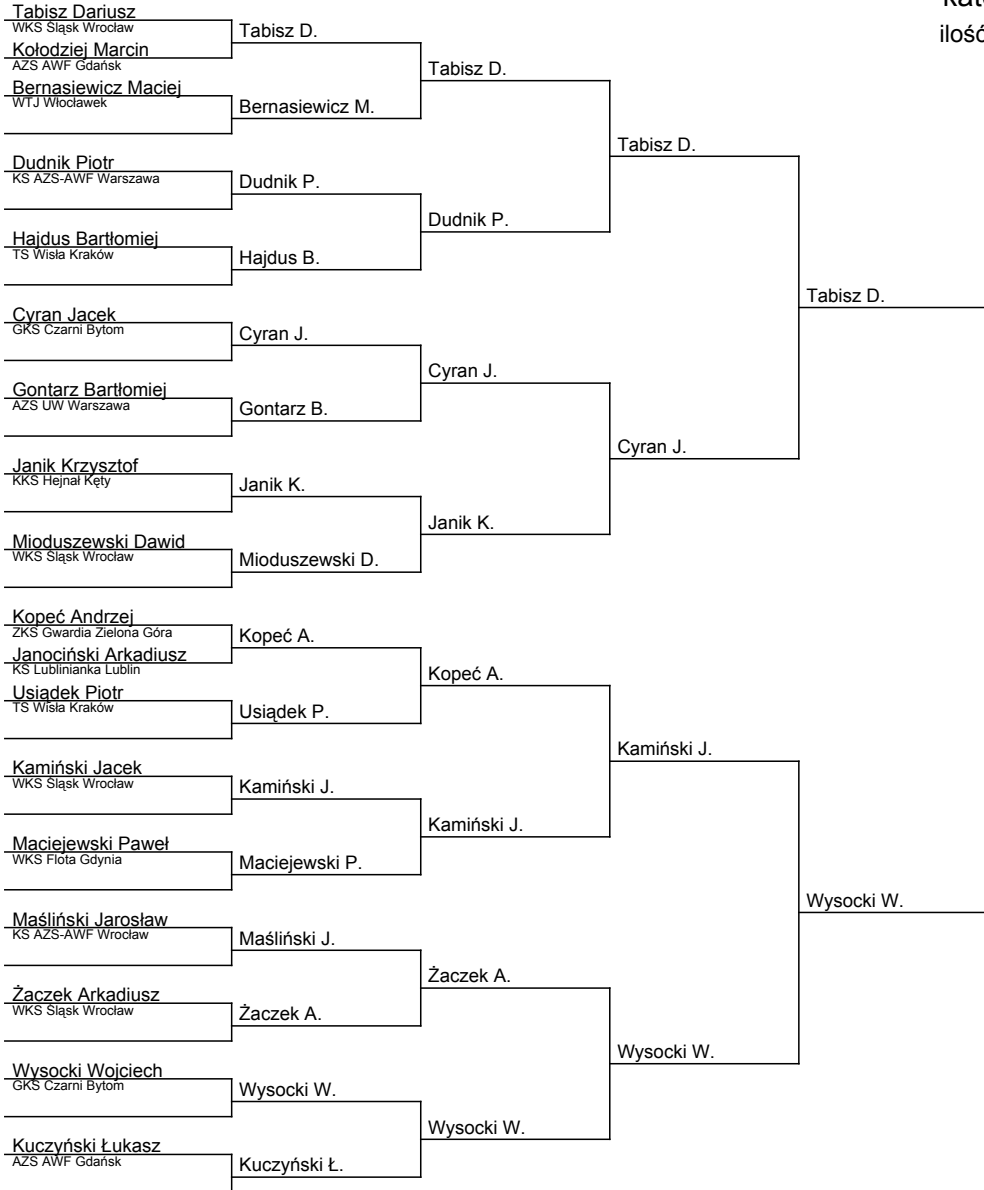 Tabisz Dariusz
WKS Śląsk Wrocław
Kołodziej Marcin
AZS AWF Gdańsk
Bernasiewicz Maciej
WTJ Włocławek
Dudnik Piotr
KS AZS-AWF Warszawa
Hajdus Bartłomiej
TS Wisła Kraków
Cyran Jacek
GKS Czarni Bytom
Gontarz Bartłomiej
AZS UW Warszawa
Janik Krzysztof
KKS Hejnał Kęty
Mioduszewski Dawid
WKS Śląsk Wrocław
Kopeć Andrzej
ZKS Gwardia Zielona Góra
Janociński Arkadiusz
KS Lublinianka Lublin
Usiądek Piotr
TS Wisła Kraków
Kamiński Jacek
WKS Śląsk Wrocław
Maciejewski Paweł
WKS Flota Gdynia
Maśliński Jarosław
KS AZS-AWF Wrocław
Żaczek Arkadiusz
WKS Śląsk Wrocław
Wysocki Wojciech
GKS Czarni Bytom
Kuczyński Łukasz
AZS AWF Gdańsk
Tabisz D.
Bernasiewicz M.
Dudnik P.
Hajdus B.
Cyran J.
Gontarz B.
Janik K.
Mioduszewski D.
Kopeć A.
Usiądek P.
Kamiński J.
Maciejewski P.
Maśliński J.
Żaczek A.
Wysocki W.
Kuczyński Ł.
Tabisz D.
Dudnik P.
Cyran J.
Janik K.
Kopeć A.
Kamiński J.
Żaczek A.
Wysocki W.
Tabisz D.
Cyran J.
Kamiński J.
Wysocki W.
Tabisz D.
Wysocki W.
ilość